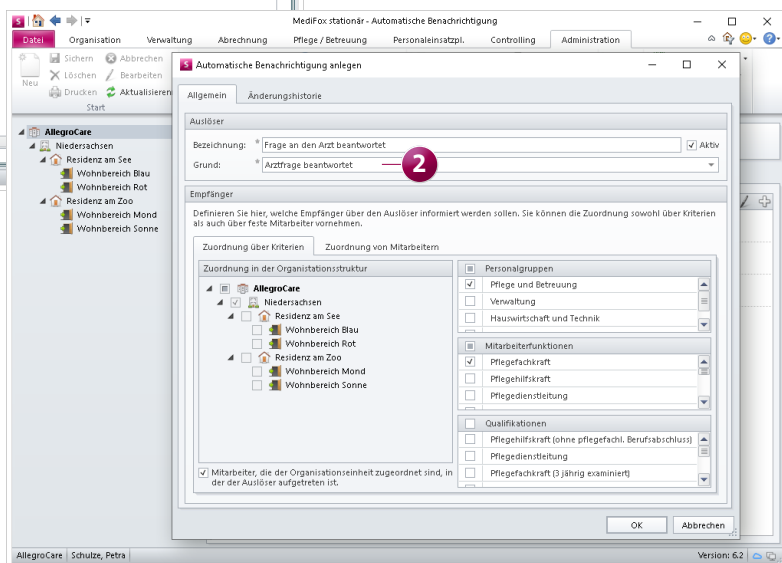 MediFox stationär - Automatische Benachrichtigung
Datei Organisation Verwaltung Abrechnung Pflege / Betreuung Personaleinsatzpl. Controlling Administration
Neu
Sichern Abbrechen
Löschen Bearbeiten
Drucken Aktualisieren
Start
AllegroCare
Niedersachsen
Residenz am See
Wohnbereich Blau
Wohnbereich Rot
Residenz am Zoo
Wohnbereich Mond
Wohnbereich Sonne
Automatische Benachrichtigung anlegen
Allgemein Änderungshistorie
Auslöser
Bezeichnung: * Frage an den Arzt beantwortet Aktiv
Grund: * Arztfrage beantwortet 2
Empfänger
Definieren Sie hier, welche Empfänger über den Auslöser informiert werden sollen. Sie können die Zuordnung sowohl über Kriterien
als auch über feste Mitarbeiter vornehmen.
Zuordnung über Kriterien Zuordnung von Mitarbeitern
Zuordnung in der Organistationsstruktur
AllegroCare
Niedersachsen
Residenz am See
Wohnbereich Blau
Wohnbereich Rot
Residenz am Zoo
Wohnbereich Mond
Wohnbereich Sonne
Mitarbeiter, die der Organisationseinheit zugeordnet sind, in
der der Auslöser aufgetreten ist.
Personalgruppen
Pflege und Betreuung
Verwaltung
Hauswirtschaft und Technik
Mitarbeiterfunktionen
Pflegefachkraft
Pflegehilfskraft
Pflegedienstleitung
Qualifikationen
Pflegehilfskraft (ohne pflegefachl. Berufsabschluss)
Pflegedienstleitung
Pflegefachkraft (3 jährig examiniert)
OK Abbrechen
AllegroCare Schulze, Petra Version: 6.2